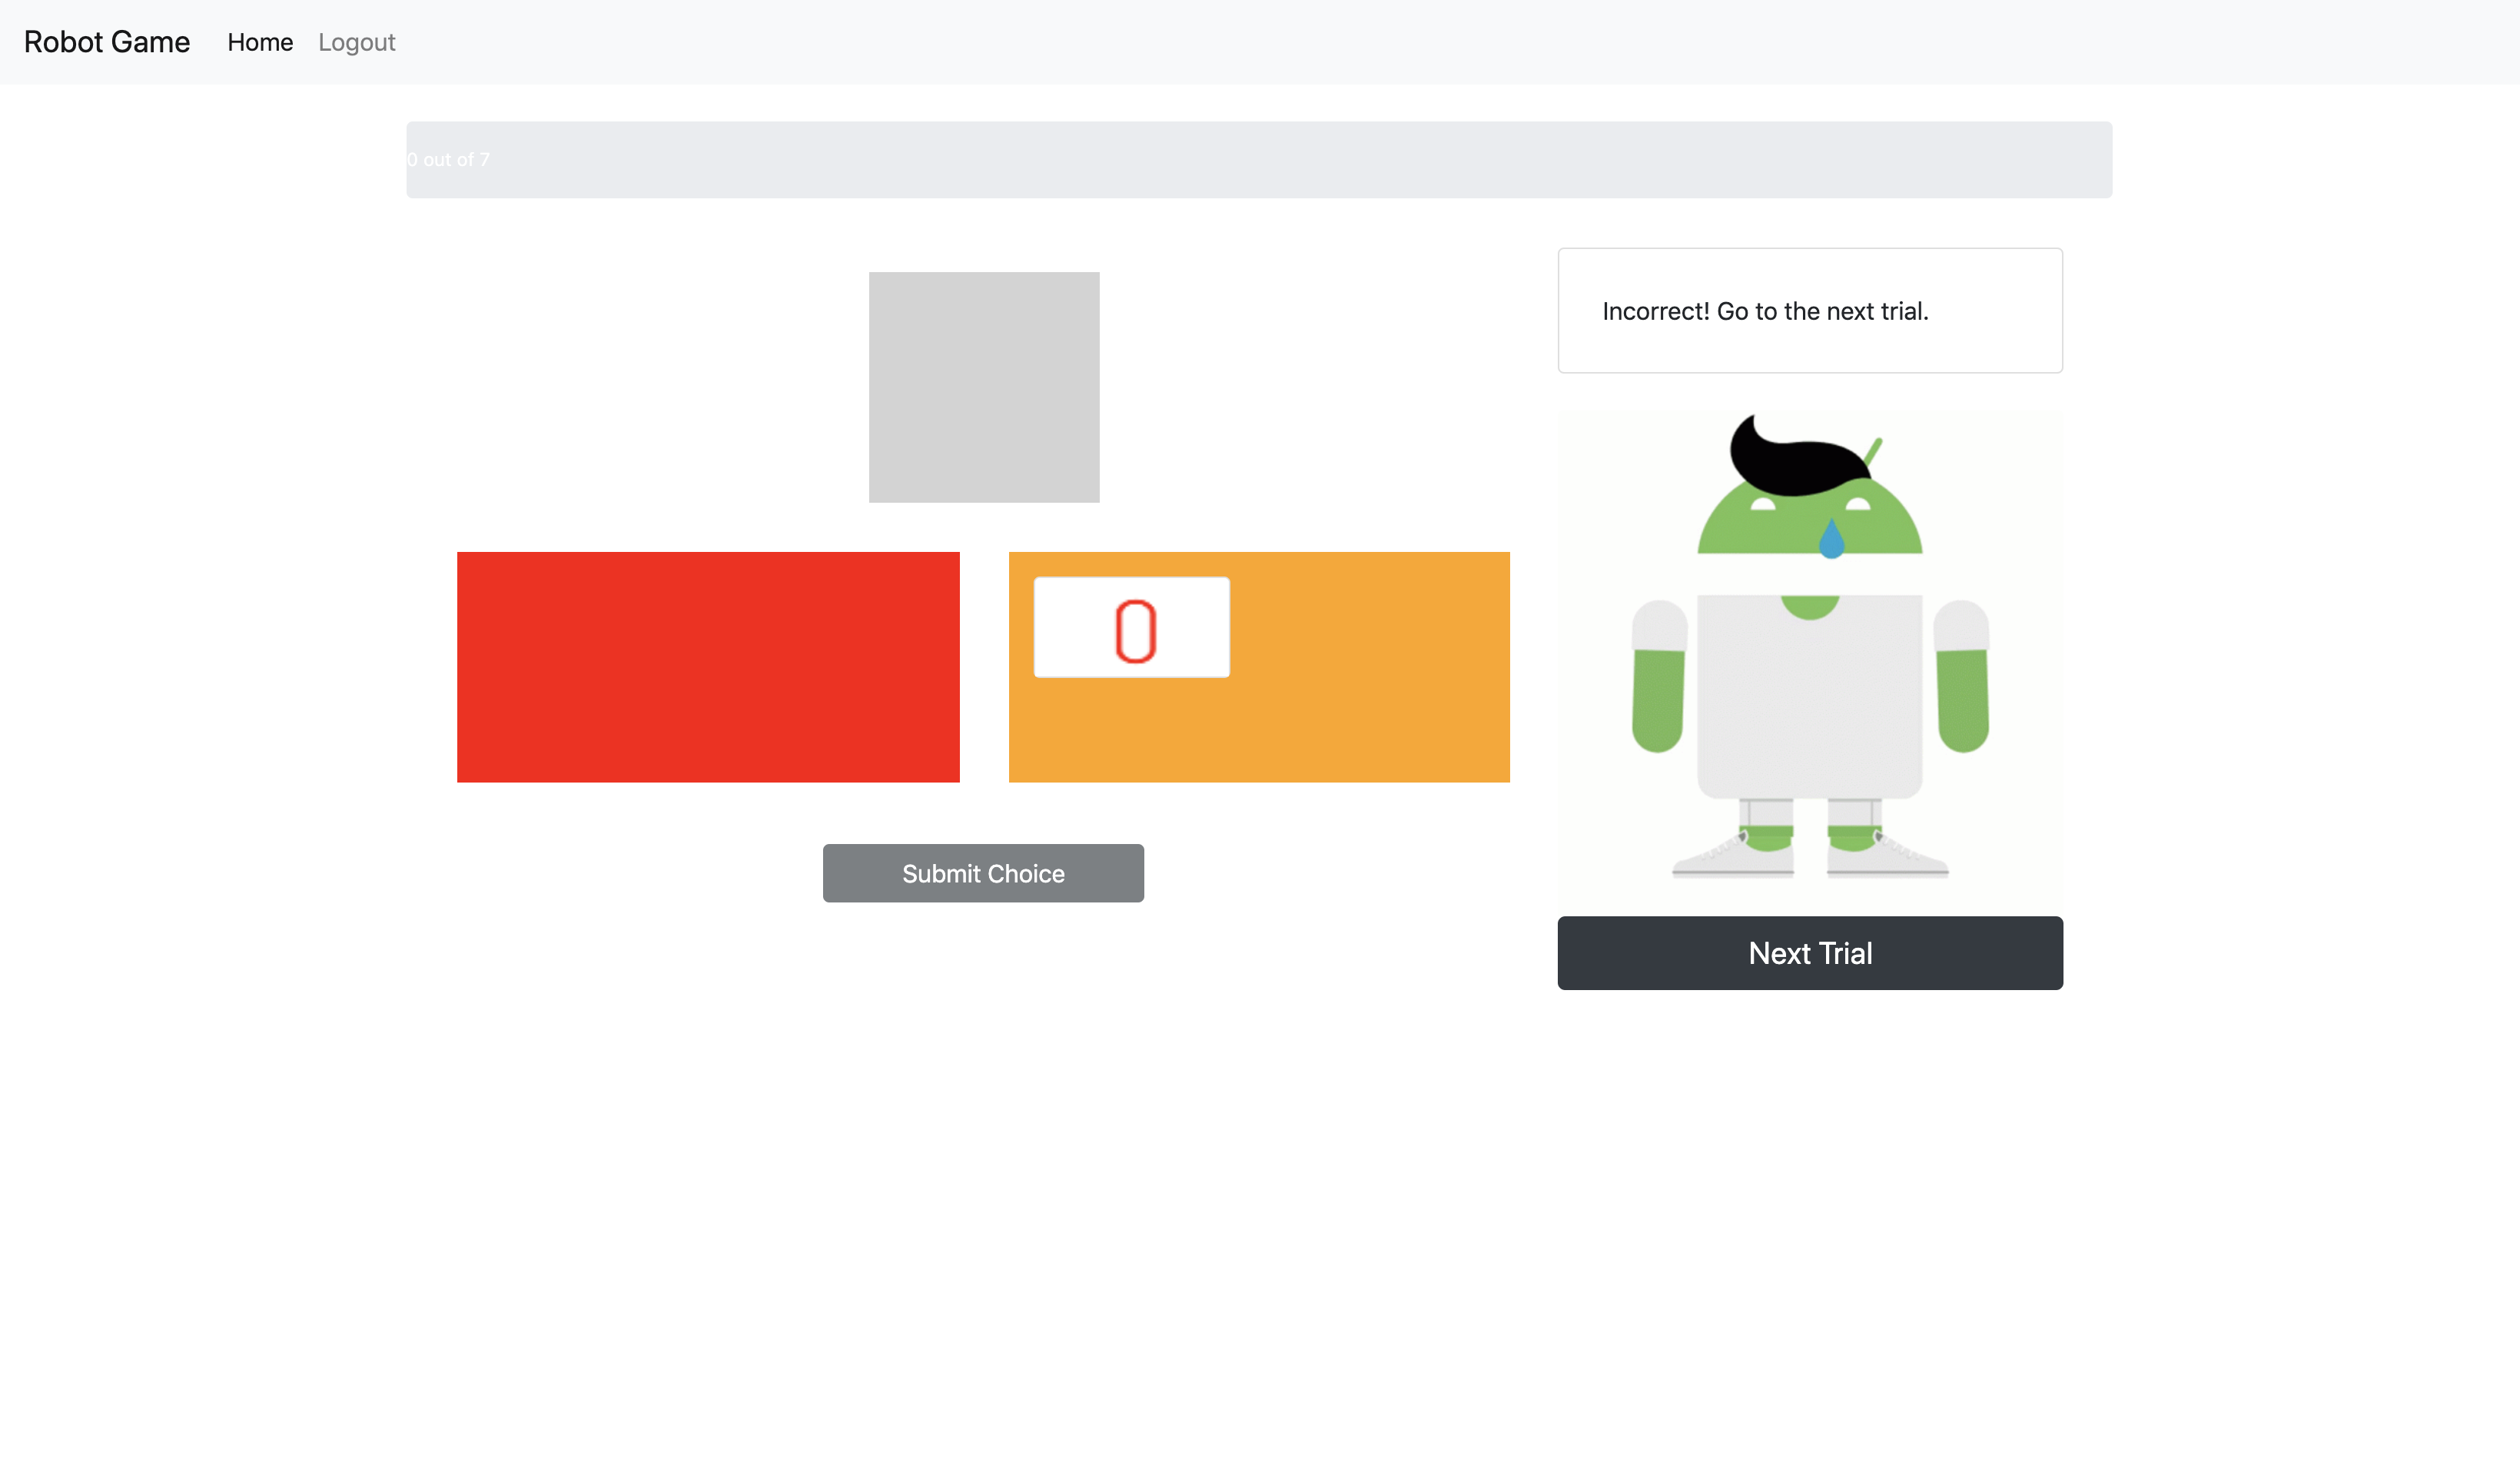 Robot Game Home Logout
0 out of 7
Incorrect! Go to the next trial.
0
Submit Choice
Next Trial